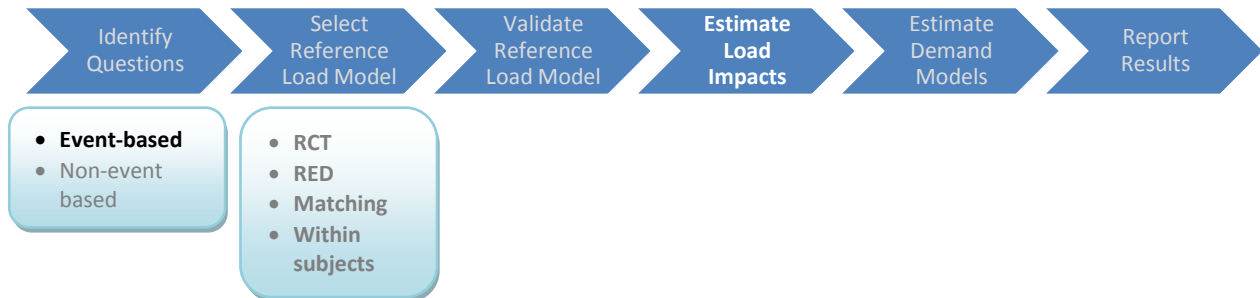 Identify
Questions
Select
Reference
Load Model
Validate
Reference
Load Model
Estimate
Load
Impacts
Estimate
Demand
Models
Report
Results
• Event-based
• Non-event
based
• RCT
• RED
• Matching
• Within
subjects